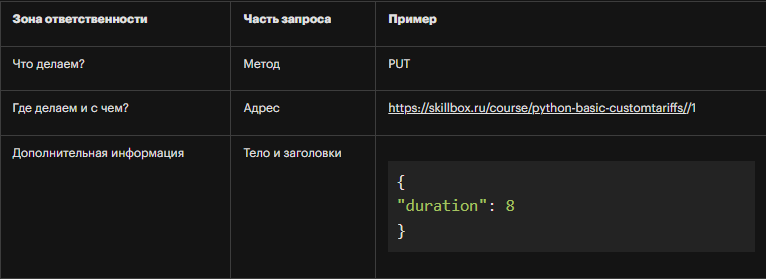 Зона ответственности Часть запроса Пример
Что делаем? Метод PUT
Где делаем и с чем? Адрес https://skillbox.ru/course/python-basic-customtariffs//1
Дополнительная информация Тело и заголовки
{
"duration": 8
}